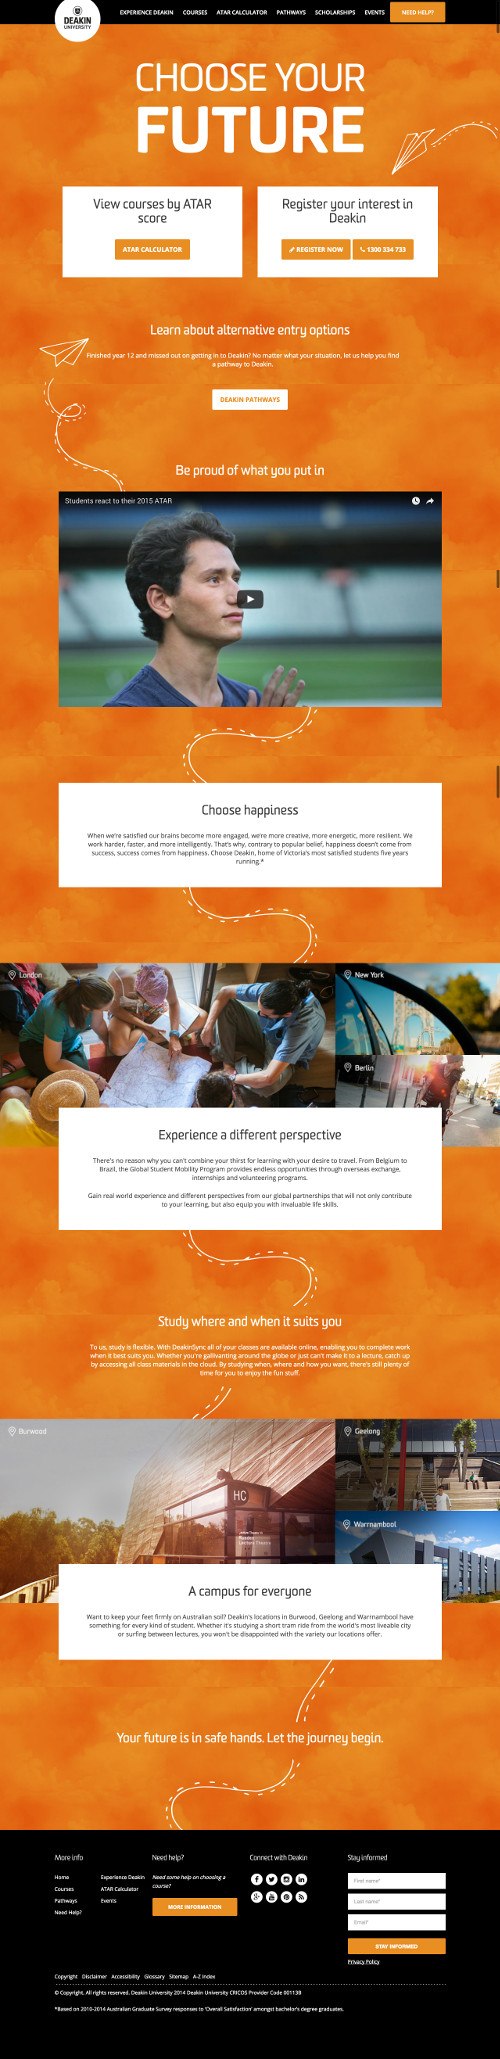 DEAKIN
UNIVERSITY
EXPERIENCE DEAKIN COURSES ATAR CALCULATOR PATHWAYS SCHOLARSHIPS EVENTS NEED HELP?
CHOOSE YOUR
FUTURE
View courses by ATAR
score
ATAR CALCULATOR
Register your interest in
Deakin
REGISTER NOW
1300 334 733
Learn about alternative entry options
Finished year 12 and missed out on getting in to Deakin? No matter what your situation, let us help you find
a pathway to Deakin.
DEAKIN PATHWAYS
Be proud of what you put in
Students react to their 2015 ATAR
Choose happiness
When we're satisfied our brains become more engaged, we're more creative, more energetic, more resilient. We
work harder, faster, and more intelligently. That's why, contrary to popular belief, happiness doesn't come from
success, success comes from happiness. Choose Deakin, home of Victoria's most satisfied students five years
running.*
London
New York
Berlin
Experience a different perspective
There's no reason why you can't combine your thirst for learning with your desire to travel. From Belgium to
Brazil, the Global Student Mobility Program provides endless opportunities through overseas exchange,
internships and volunteering programs.
Gain real world experience and different perspectives from our global partnerships that will not only contribute
to your learning, but also equip you with invaluable life skills.
Study where and when it suits you
To us, study is flexible. With DeakinSync all of your classes are available online, enabling you to complete work
when it best suits you. Whether you're gallivanting around the globe or just can't make it to a lecture, catch up
by accessing all class materials in the cloud. By studying when, where and how you want, there's still plenty of
time for you to enjoy the fun stuff.
Burwood
Geelong
Warrnambool
HC
Lecture Theatre
A campus for everyone
Want to keep your feet firmly on Australian soil? Deakin's locations in Burwood, Geelong and Warrnambool have
something for every kind of student. Whether it's studying a short tram ride from the world's most liveable city
or surfing between lectures, you won't be disappointed with the variety our locations offer.
Your future is in safe hands. Let the journey begin.
More info
Home
Courses
Pathways
Need Help?
Experience Deakin
ATAR Calculator
Events
Need help?
Need some help on choosing a
course?
MORE INFORMATION
Connect with Deakin
Stay informed
First name*
Last name*
Email*
STAY INFORMED
Privacy Policy
Copyright Disclaimer Accessibility Glossary Sitemap A-Z Index
© Copyright. All rights reserved. Deakin University 2014 Deakin University CRICOS Provider Code 00113B
*Based on 2010-2014 Australian Graduate Survey responses to 'Overall Satisfaction' amongst bachelor's degree graduates.